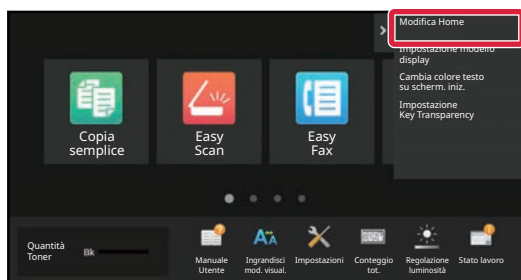 Modifica Home
Impostazione modello
display
Cambia colore testo
su scherm. iniz.
Impostazione
Key Transparency
Copia
semplice
Easy
Scan
Easy
Fax
Quantità
Toner
Bk
Manuale
Utente
Ingrandisci
mod. visual.
Impostazioni
Conteggio
tot.
Regolazione
luminosità
Stato lavoro